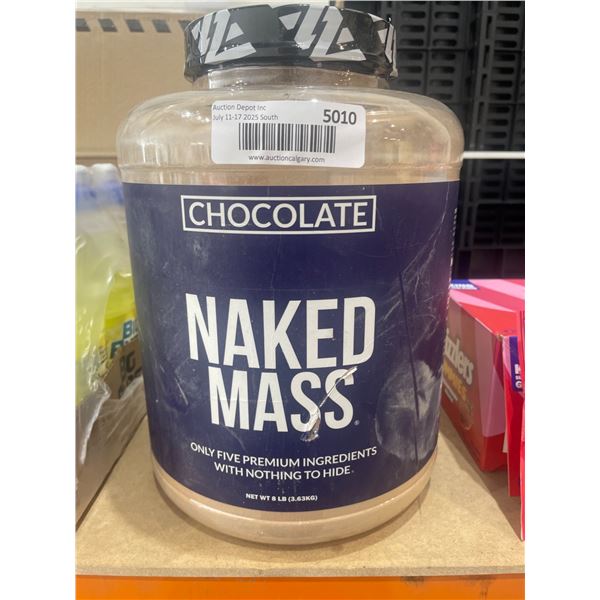 Auction Depot Inc
July 11-17 2025 South
5010
www.auctioncalgary.com
CHOCOLATE
NAKED
MASS®
ONLY FIVE PREMIUM INGREDIENTS
WITH NOTHING TO HIDE.
NET WT 8 LB (3.63KG)